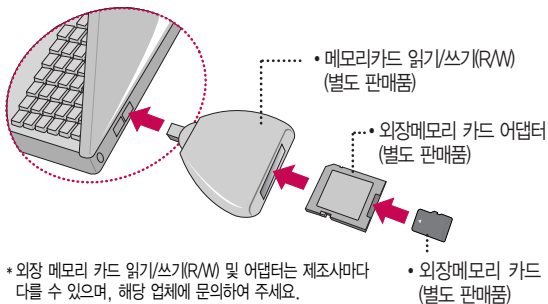 • 메모리카드 읽기/쓰기(R/W)
(별도 판매품)
• 외장메모리 카드 어댑터
(별도 판매품)
• 외장메모리 카드
(별도 판매품)
* 외장 메모리 카드 읽기/쓰기(R/W) 및 어댑터는 제조사마다
다를 수 있으며, 해당 업체에 문의하여 주세요.